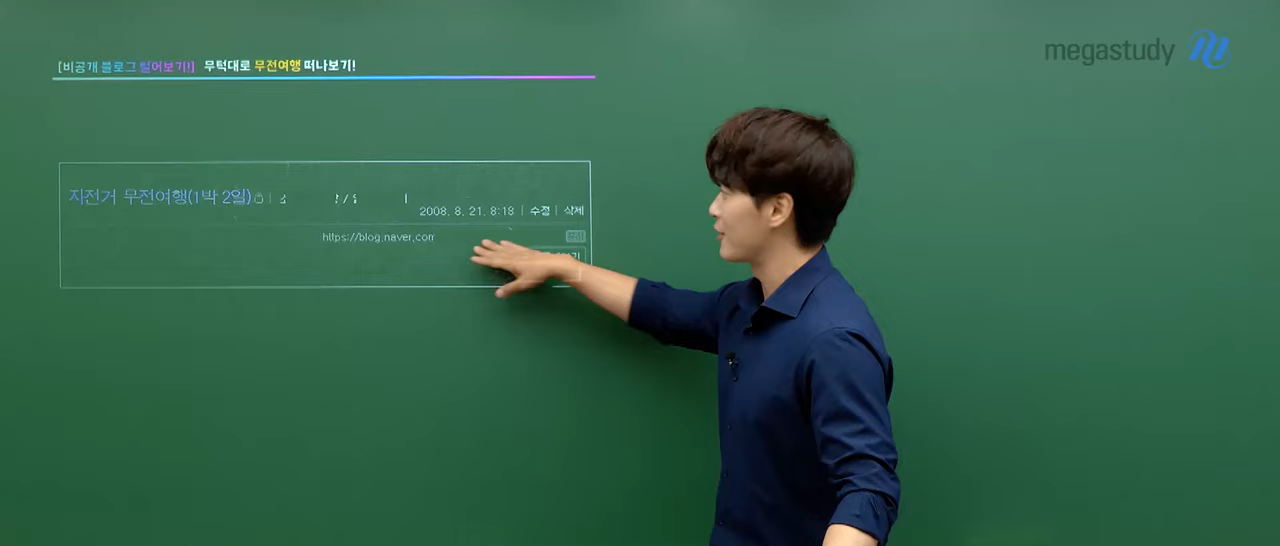 [비공개 블로그 털어보기!] 무턱대로 무전여행 떠나보기!
megastudy
자전거 무전여행(1박 2일)
2008. 8. 21. 8:18 | 수정 | 삭제
https://blog.naver.com